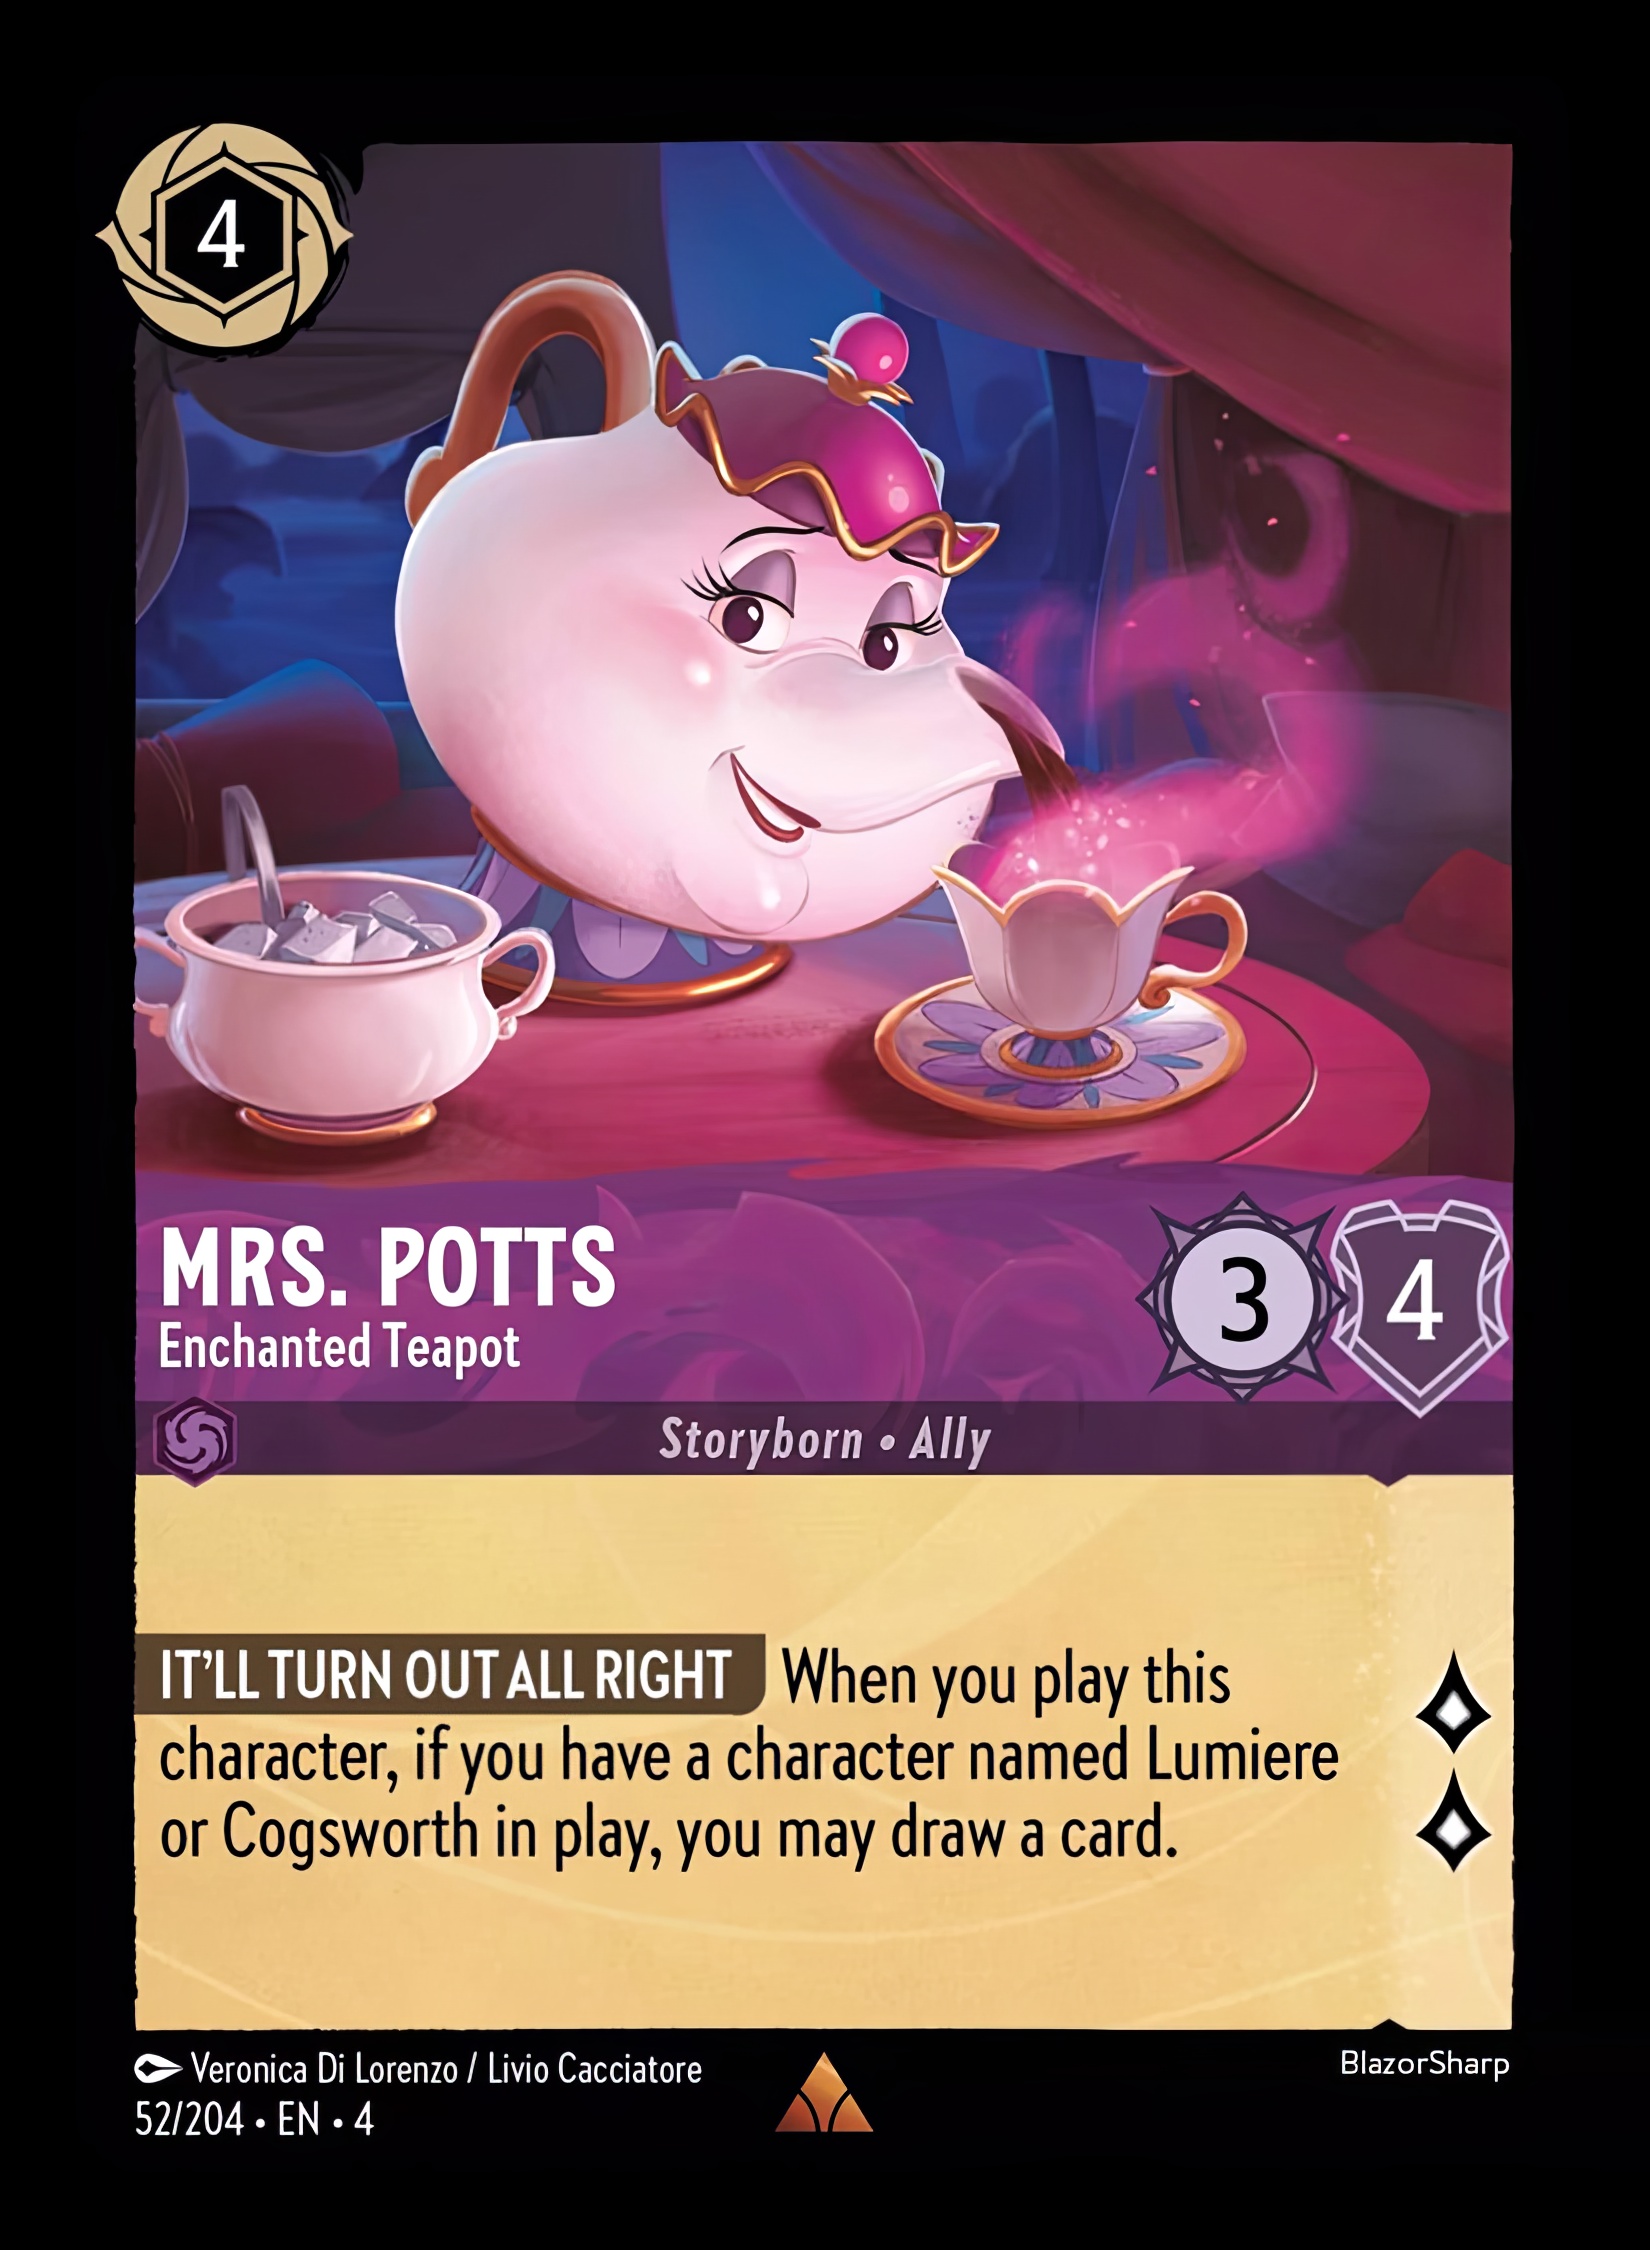 4
MRS. POTTS
Enchanted Teapot
3 4
Storyborn • Ally
IT'LL TURN OUT ALL RIGHT When you play this
character, if you have a character named Lumiere
or Cogsworth in play, you may draw a card.
Veronica Di Lorenzo / Livio Cacciatore
BlazorSharp
52/204 • EN • 4